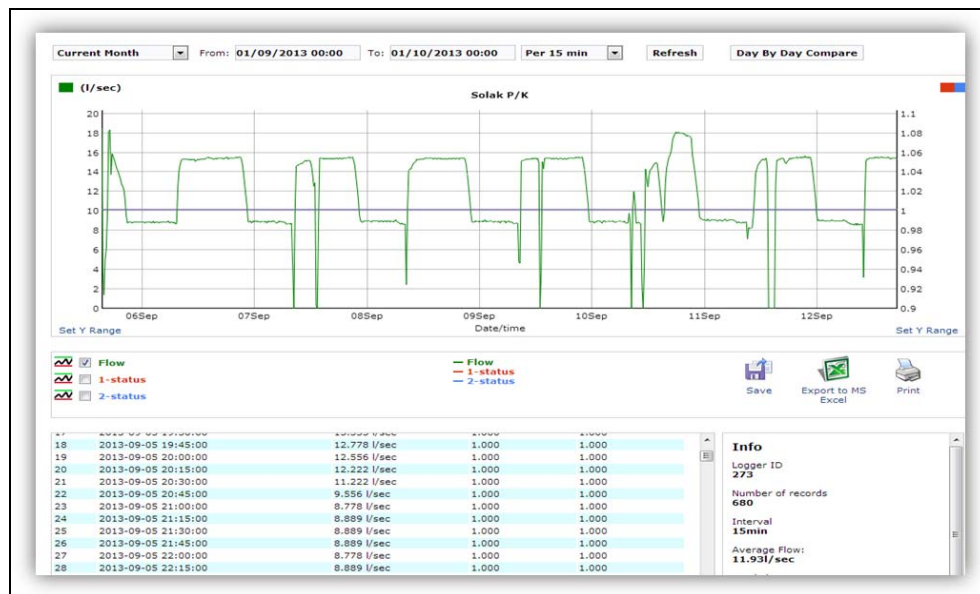 Current Month From: 01/09/2013 00:00 To: 01/10/2013 00:00 Per 15 min Refresh Day By Day Compare
(l/sec)
Solak P/K
20 1.1
18 1.08
16 1.06
14 1.04
12 1.02
10 1
8 0.98
6 0.96
4 0.94
2 0.92
0 0.9
06Sep 07Sep 08Sep 09Sep 10Sep 11Sep 12Sep
Set Y Range Date/time Set Y Range
Flow Flow
1-status 1-status
2-status 2-status
Save Export to MS Excel Print
18 2013-09-05 19:45:00 12.778 l/sec 1.000 1.000
19 2013-09-05 20:00:00 12.556 l/sec 1.000 1.000
20 2013-09-05 20:15:00 12.222 l/sec 1.000 1.000
21 2013-09-05 20:30:00 11.222 l/sec 1.000 1.000
22 2013-09-05 20:45:00 9.556 l/sec 1.000 1.000
23 2013-09-05 21:00:00 8.778 l/sec 1.000 1.000
24 2013-09-05 21:15:00 8.889 l/sec 1.000 1.000
25 2013-09-05 21:30:00 8.889 l/sec 1.000 1.000
26 2013-09-05 21:45:00 8.889 l/sec 1.000 1.000
27 2013-09-05 22:00:00 8.778 l/sec 1.000 1.000
28 2013-09-05 22:15:00 8.889 l/sec 1.000 1.000
Info
Logger ID
273
Number of records
680
Interval
15min
Average Flow:
11.93l/sec